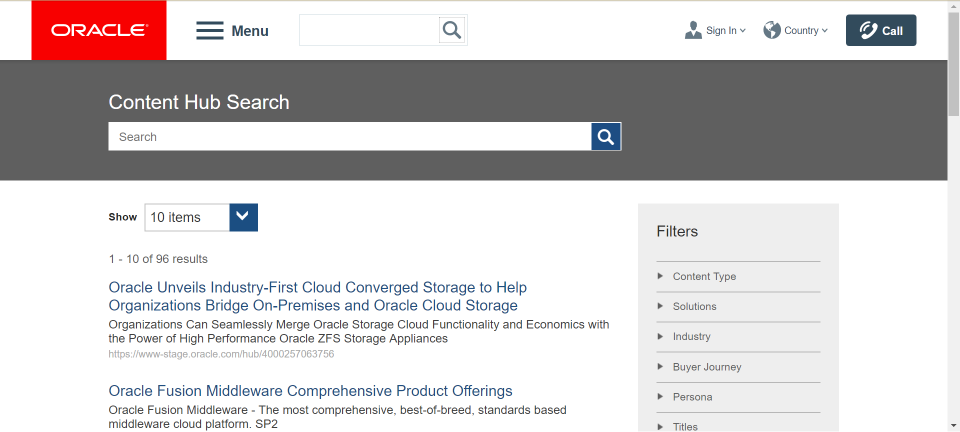 ORACLE
Menu
Sign In
Country
Call
Content Hub Search
Search
Show
10 items
1 - 10 of 96 results
Oracle Unveils Industry-First Cloud Converged Storage to Help
Organizations Bridge On-Premises and Oracle Cloud Storage
Organizations Can Seamlessly Merge Oracle Storage Cloud Functionality and Economics with
the Power of High Performance Oracle ZFS Storage Appliances
https://www-stage.oracle.com/hub/4000257063756
Oracle Fusion Middleware Comprehensive Product Offerings
Oracle Fusion Middleware - The most comprehensive, best-of-breed, standards based
middleware cloud platform. SP2
Filters
Content Type
Solutions
Industry
Buyer Journey
Persona
Titles